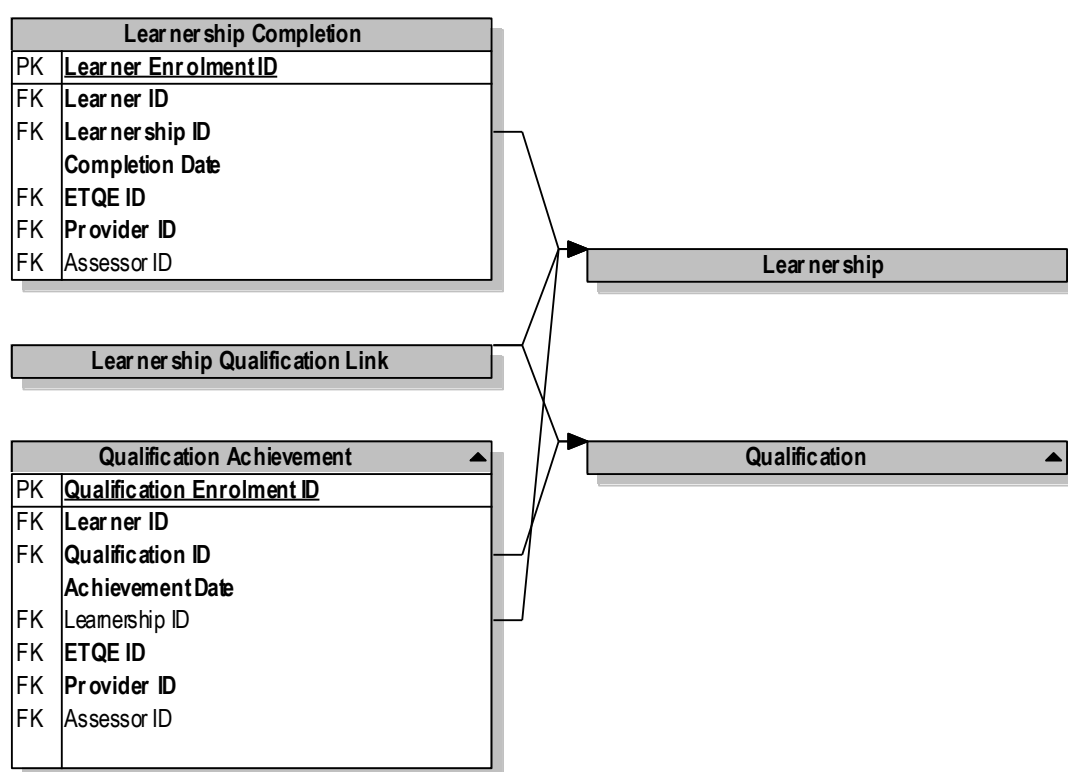 Learnership Completion
PK Learner Enrolment ID
FK Learner ID
FK Learnership ID
Completion Date
FK ETQE ID
FK Provider ID
FK Assessor ID
Learnership
Learnership Qualification Link
Qualification Achievement
PK Qualification Enrolment ID
FK Learner ID
FK Qualification ID
Achievement Date
FK Learnership ID
FK ETQE ID
FK Provider ID
FK Assessor ID
Qualification